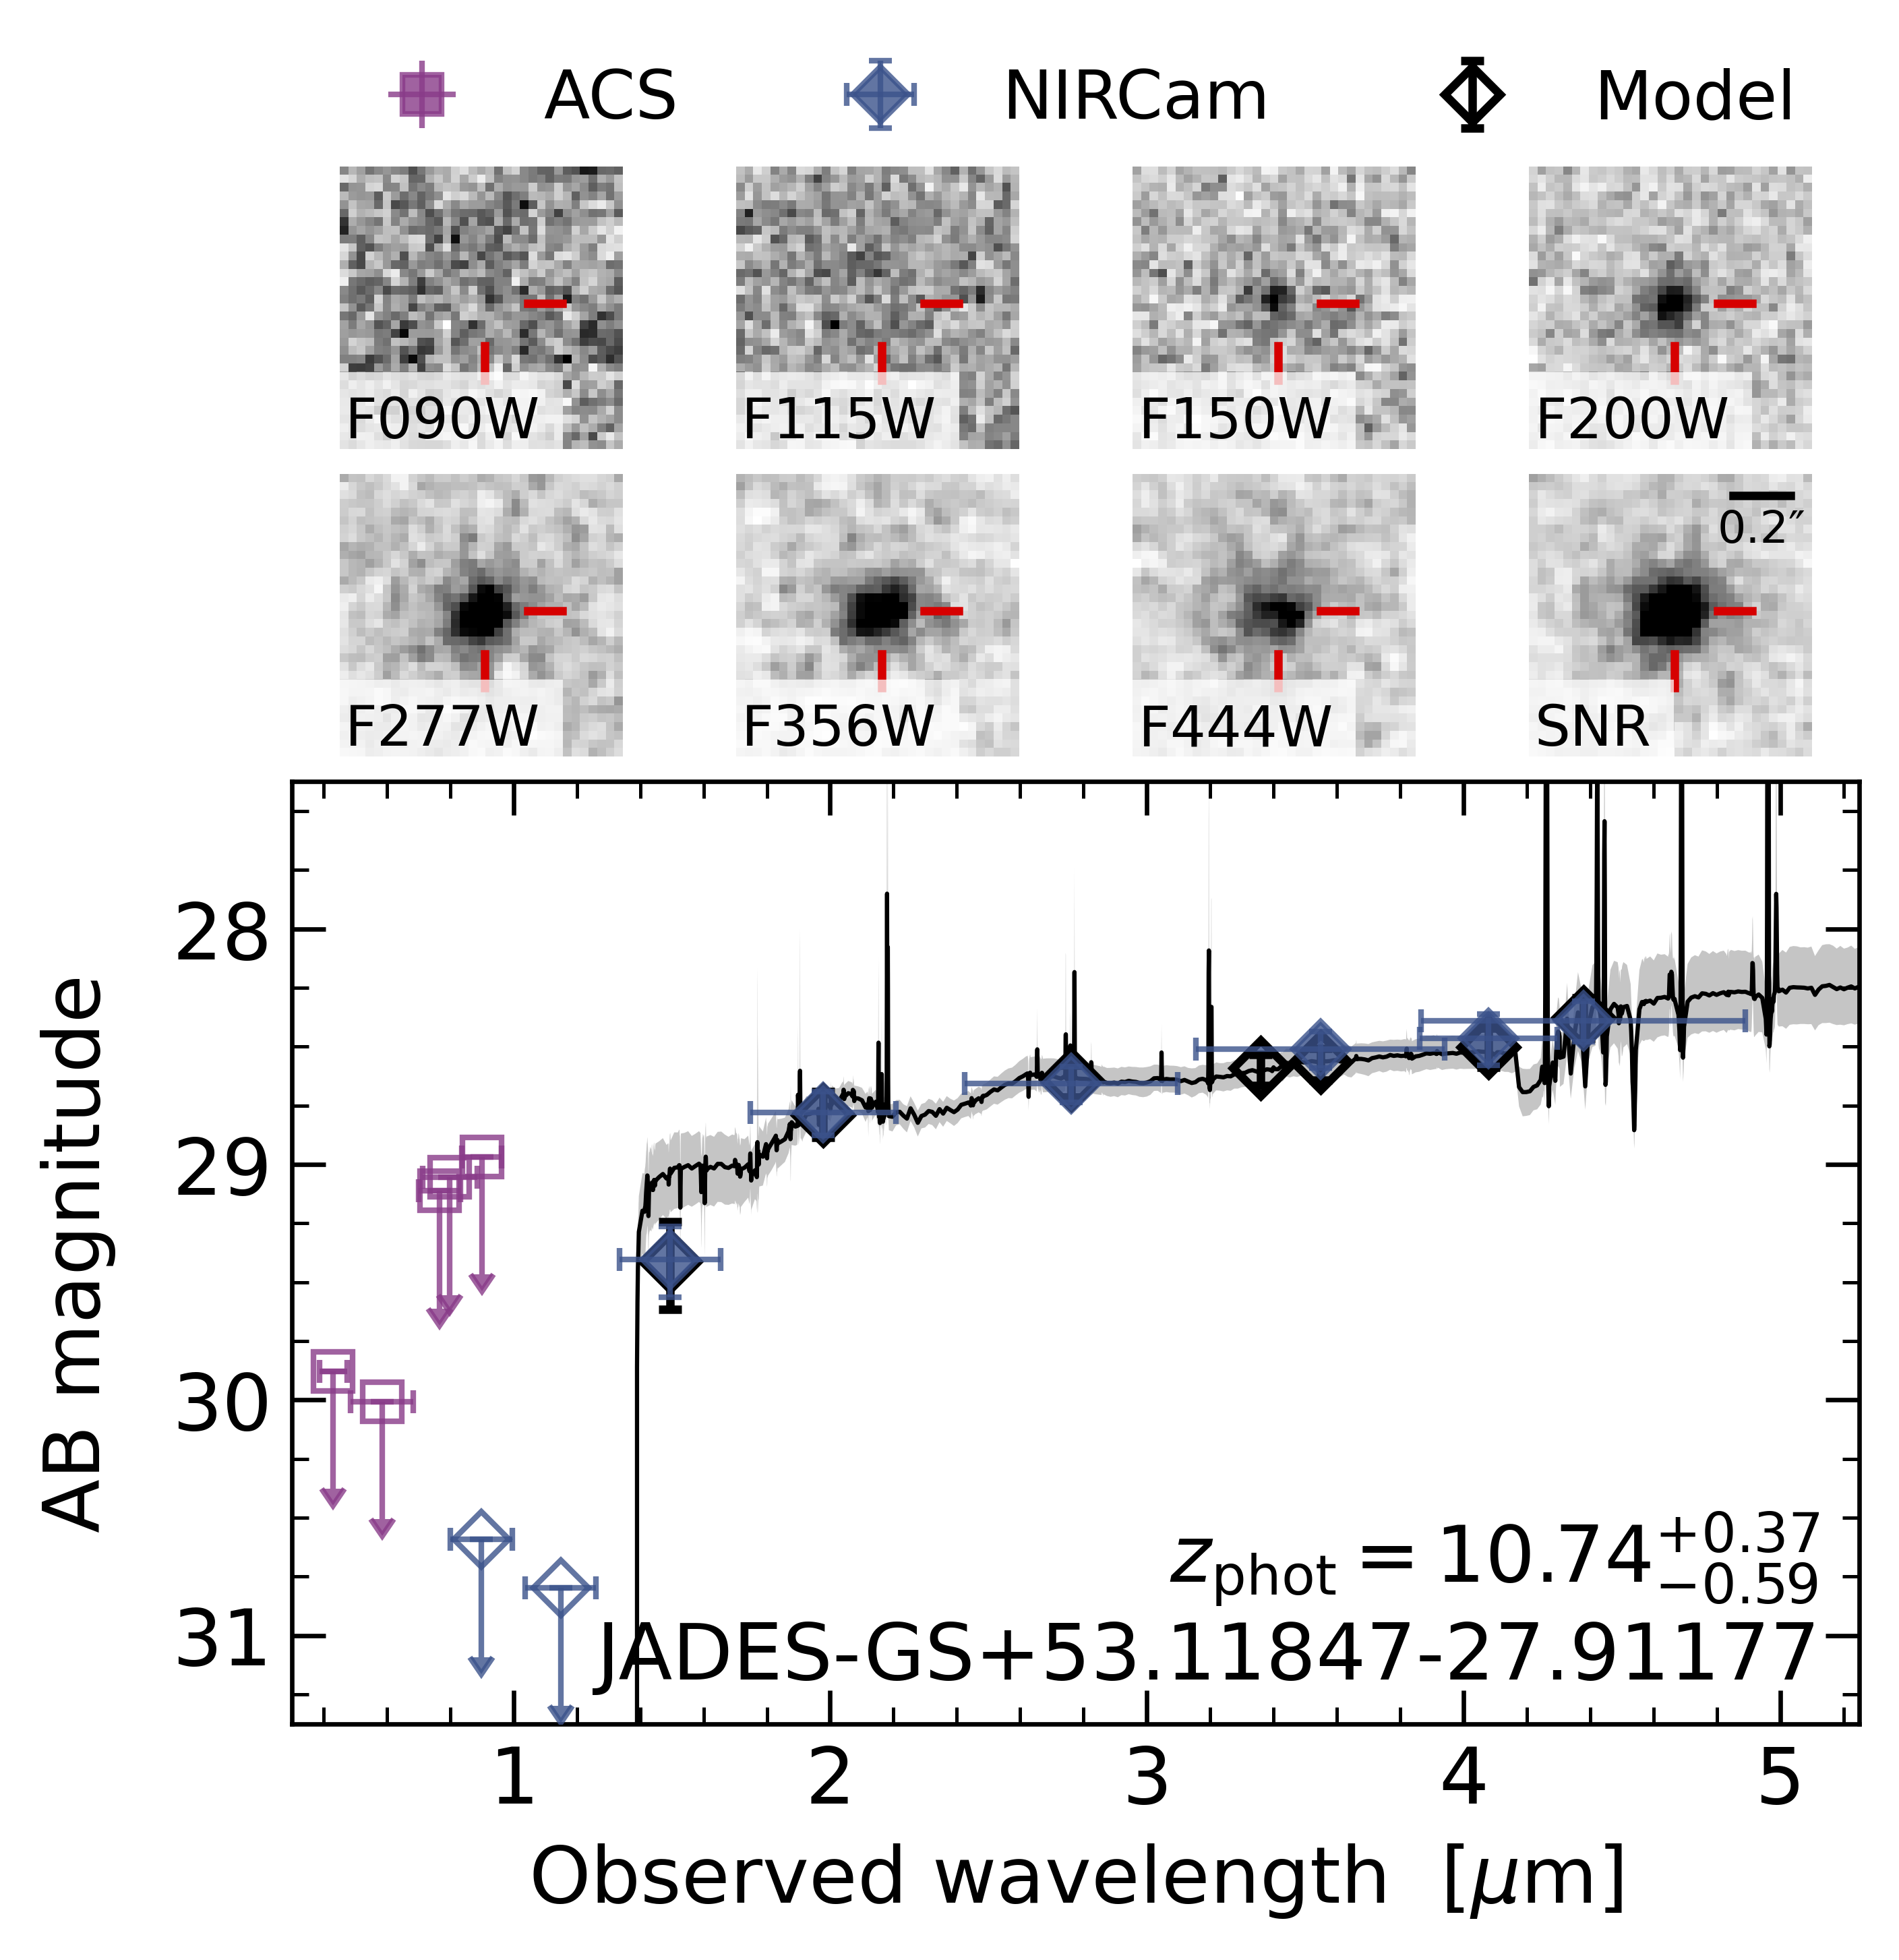 ACS NIRCam Model
F090W F115W F150W F200W
0.2″
F277W F356W F444W SNR
28
29
30
31
AB magnitude
z_phot = 10.74 +0.37 −0.59
JADES-GS+53.11847-27.91177
1 2 3 4 5
Observed wavelength [μm]